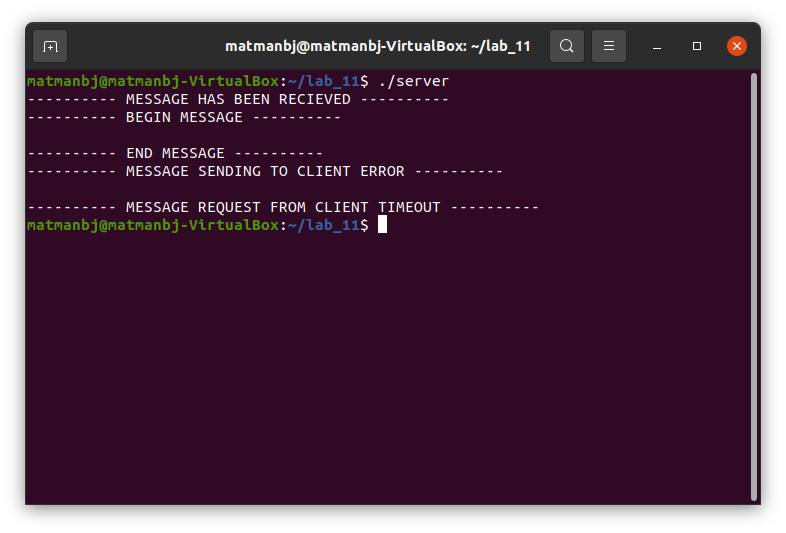 matmanbj@matmanbj-VirtualBox: ~/lab_11
matmanbj@matmanbj-VirtualBox:~/lab_11$ ./server
---------- MESSAGE HAS BEEN RECIEVED ----------
---------- BEGIN MESSAGE ----------
---------- END MESSAGE ----------
---------- MESSAGE SENDING TO CLIENT ERROR ----------
---------- MESSAGE REQUEST FROM CLIENT TIMEOUT ----------
matmanbj@matmanbj-VirtualBox:~/lab_11$